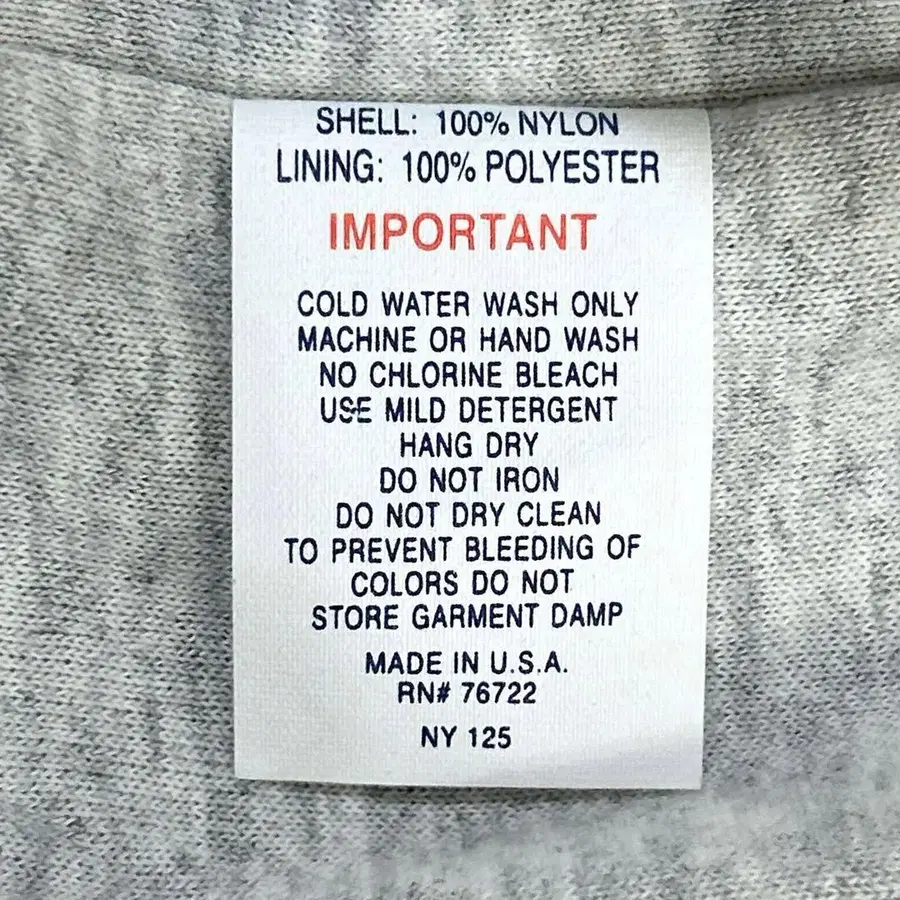 SHELL: 100% NYLON
LINING: 100% POLYESTER
IMPORTANT
COLD WATER WASH ONLY
MACHINE OR HAND WASH
NO CHLORINE BLEACH
USE MILD DETERGENT
HANG DRY
DO NOT IRON
DO NOT DRY CLEAN
TO PREVENT BLEEDING OF
COLORS DO NOT
STORE GARMENT DAMP
MADE IN U.S.A.
RN# 76722
NY 125